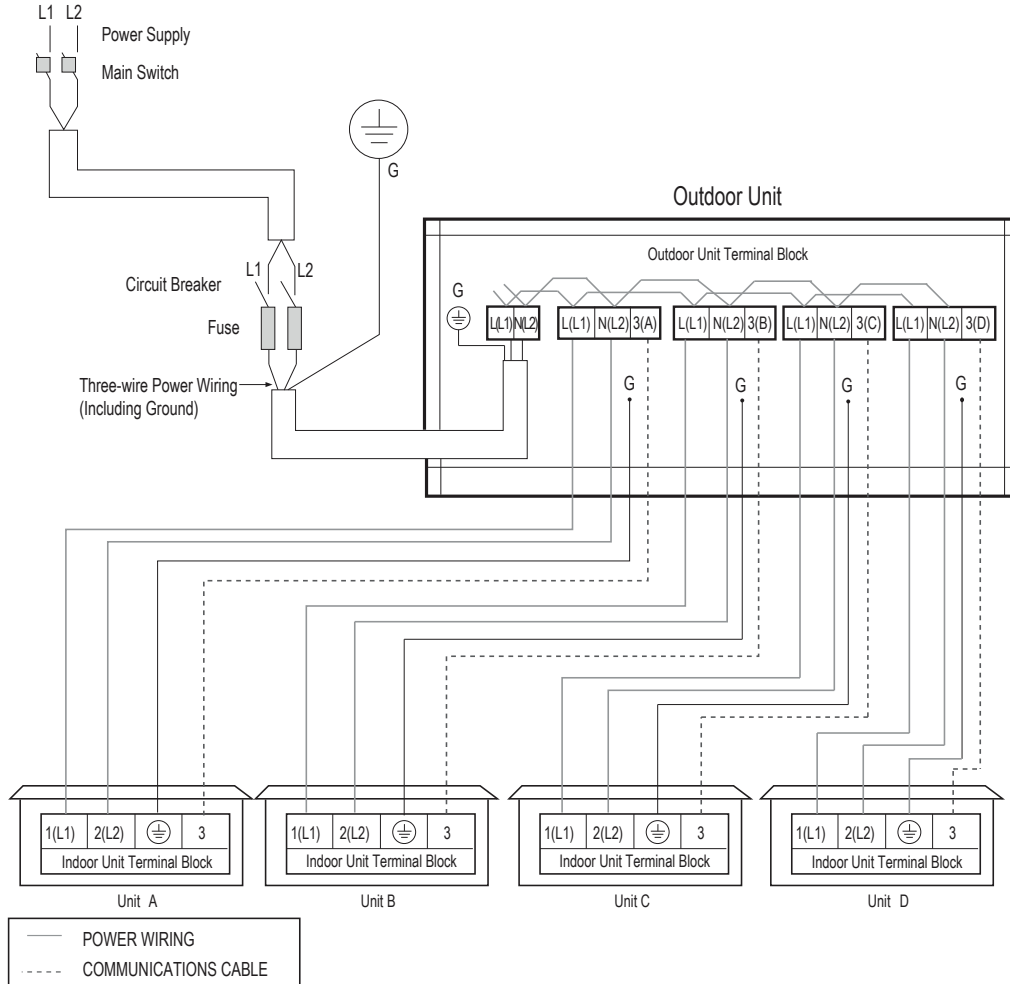 L1 L2
Power Supply
Main Switch
G
Outdoor Unit
Outdoor Unit Terminal Block
L1 L2
Circuit Breaker
Fuse
G
L(L1) N(L2)
L(L1) N(L2) 3(A)
L(L1) N(L2) 3(B)
L(L1) N(L2) 3(C)
L(L1) N(L2) 3(D)
Three-wire Power Wiring
(Including Ground)
G
G
G
G
1(L1) 2(L2) 3
Indoor Unit Terminal Block
Unit A
1(L1) 2(L2) 3
Indoor Unit Terminal Block
Unit B
1(L1) 2(L2) 3
Indoor Unit Terminal Block
Unit C
1(L1) 2(L2) 3
Indoor Unit Terminal Block
Unit D
POWER WIRING
COMMUNICATIONS CABLE